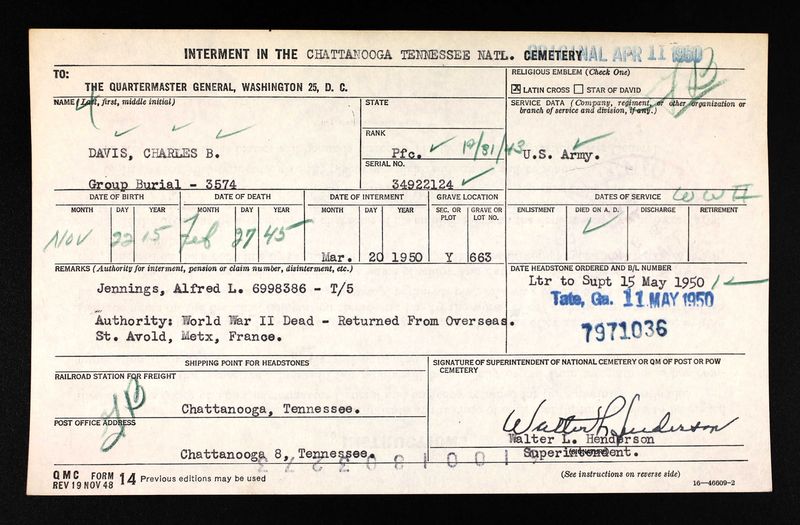 INTERMENT IN THE CHATTANOOGA TENNESSEE NATL. CEMETERY ORIGINAL APR 11 1950
TO:
THE QUARTERMASTER GENERAL, WASHINGTON 25, D. C.
RELIGIOUS EMBLEM (Check One)
☒ LATIN CROSS ☐ STAR OF DAVID
NAME (Last, first, middle initial)
STATE
SERVICE DATA (Company, regiment, or other organization or branch of service and division, if any.)
DAVIS, CHARLES B.
RANK
Pfc.
U.S. Army.
SERIAL NO.
Group Burial - 3574
34922124
DATE OF BIRTH
DATE OF DEATH
DATE OF INTERMENT
GRAVE LOCATION
DATES OF SERVICE WWII
MONTH DAY YEAR MONTH DAY YEAR MONTH DAY YEAR SEC. OR PLOT GRAVE OR LOT NO. ENLISTMENT DIED ON A. D. DISCHARGE RETIREMENT
Nov 22 15 Feb 27 45 Mar. 20 1950 Y 663
REMARKS (Authority for interment, pension or claim number, disinterment, etc.)
DATE HEADSTONE ORDERED AND B/L NUMBER
Jennings, Alfred L. 6998386 - T/5
Ltr to Supt 15 May 1950
Tate, Ga. 11 MAY 1950
Authority: World War II Dead - Returned From Overseas.
St. Avold, Metx, France.
7971036
SHIPPING POINT FOR HEADSTONES
SIGNATURE OF SUPERINTENDENT OF NATIONAL CEMETERY OR QM OF POST OR POW CEMETERY
RAILROAD STATION FOR FREIGHT
Chattanooga, Tennessee.
POST OFFICE ADDRESS
Walter L. Henderson
Walter L. Henderson
Chattanooga 8, Tennessee.
Superintendent.
QMC FORM 14 Previous editions may be used
REV 19 NOV 48
(See instructions on reverse side)
16—46609-2